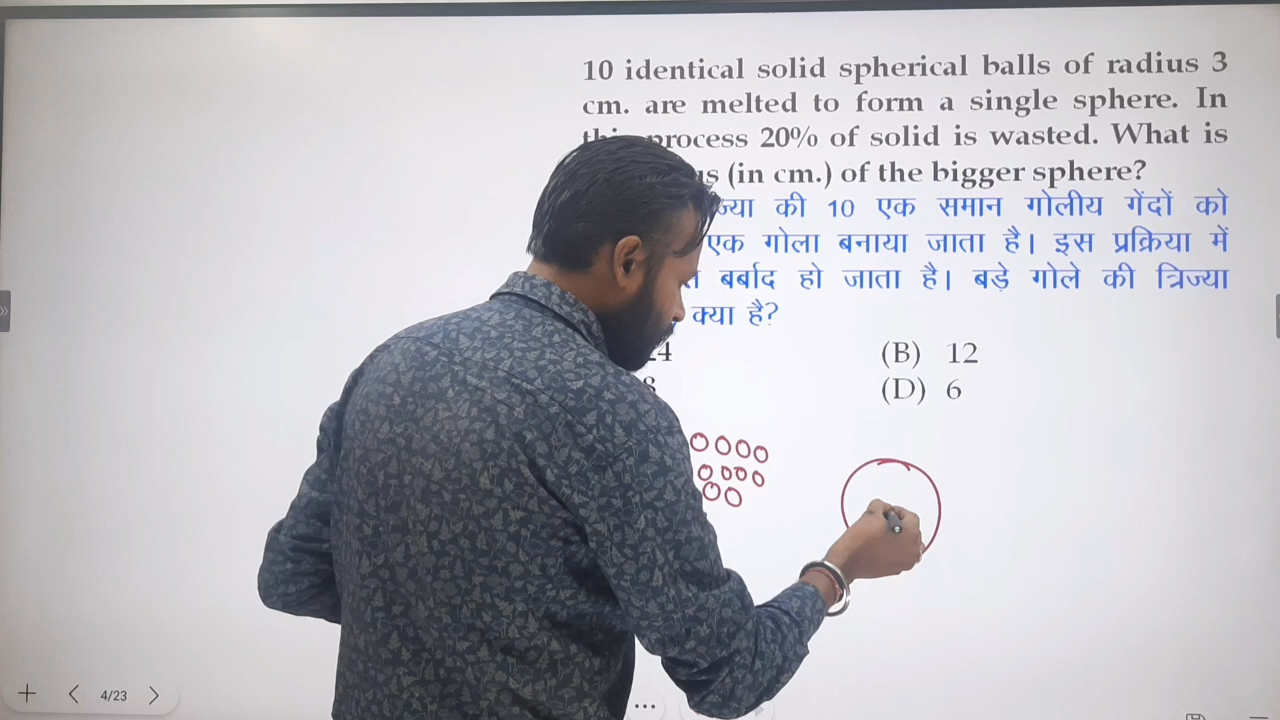 10 identical solid spherical balls of radius 3
cm. are melted to form a single sphere. In
process 20% of solid is wasted. What is
(in cm.) of the bigger sphere?
की 10 एक समान गोलीय गेंदों को
एक गोला बनाया जाता है। इस प्रक्रिया में
बर्बाद हो जाता है। बड़े गोले की त्रिज्या
क्या है?
(B) 12
8
(D) 6
4/23